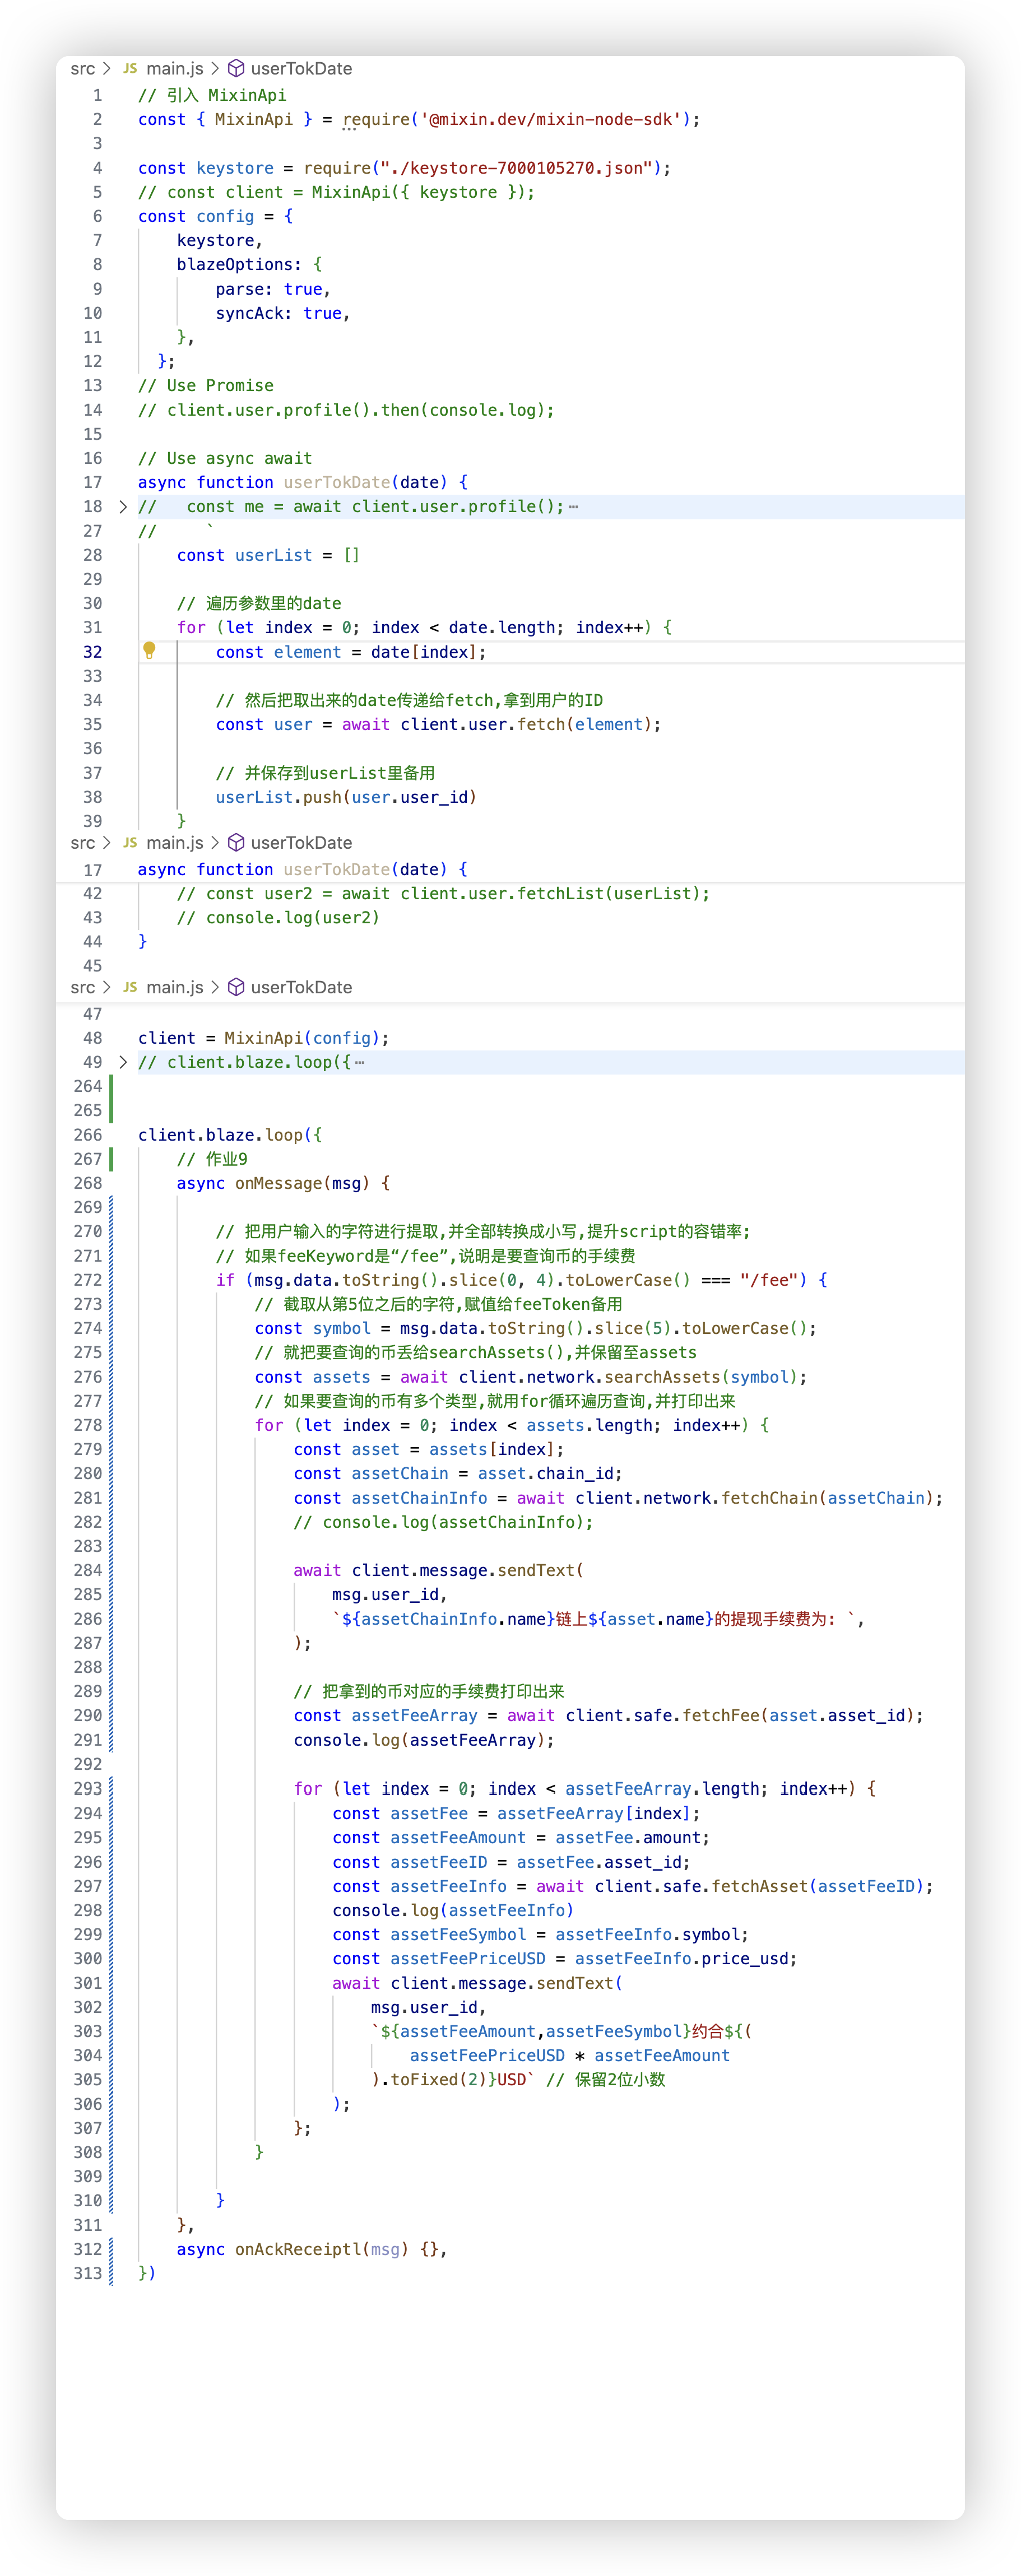 src > JS main.js > userTokDate
1 // 引入 MixinApi
2 const { MixinApi } = require('@mixin.dev/mixin-node-sdk');
3
4 const keystore = require("./keystore-7000105270.json");
5 // const client = MixinApi({ keystore });
6 const config = {
7 keystore,
8 blazeOptions: {
9 parse: true,
10 syncAck: true,
11 },
12 };
13 // Use Promise
14 // client.user.profile().then(console.log);
15
16 // Use async await
17 async function userTokDate(date) {
18 > // const me = await client.user.profile(); ⋯
27 // `
28 const userList = []
29
30 // 遍历参数里的date
31 for (let index = 0; index < date.length; index++) {
32 const element = date[index];
33
34 // 然后把取出来的date传递给fetch,拿到用户的ID
35 const user = await client.user.fetch(element);
36
37 // 并保存到userList里备用
38 userList.push(user.user_id)
39 }
src > JS main.js > userTokDate
17 async function userTokDate(date) {
42 // const user2 = await client.user.fetchList(userList);
43 // console.log(user2)
44 }
45
src > JS main.js > userTokDate
47
48 client = MixinApi(config);
49 > // client.blaze.loop({ ⋯
264
265
266 client.blaze.loop({
267 // 作业9
268 async onMessage(msg) {
269
270 // 把用户输入的字符进行提取,并全部转换成小写,提升script的容错率;
271 // 如果feeKeyword是“/fee”,说明是要查询币的手续费
272 if (msg.data.toString().slice(0, 4).toLowerCase() === "/fee") {
273 // 截取从第5位之后的字符,赋值给feeToken备用
274 const symbol = msg.data.toString().slice(5).toLowerCase();
275 // 就把要查询的币丢给searchAssets(),并保留至assets
276 const assets = await client.network.searchAssets(symbol);
277 // 如果要查询的币有多个类型,就用for循环遍历查询,并打印出来
278 for (let index = 0; index < assets.length; index++) {
279 const asset = assets[index];
280 const assetChain = asset.chain_id;
281 const assetChainInfo = await client.network.fetchChain(assetChain);
282 // console.log(assetChainInfo);
283
284 await client.message.sendText(
285 msg.user_id,
286 `${assetChainInfo.name}链上${asset.name}的提现手续费为: `,
287 );
288
289 // 把拿到的币对应的手续费打印出来
290 const assetFeeArray = await client.safe.fetchFee(asset.asset_id);
291 console.log(assetFeeArray);
292
293 for (let index = 0; index < assetFeeArray.length; index++) {
294 const assetFee = assetFeeArray[index];
295 const assetFeeAmount = assetFee.amount;
296 const assetFeeID = assetFee.asset_id;
297 const assetFeeInfo = await client.safe.fetchAsset(assetFeeID);
298 console.log(assetFeeInfo)
299 const assetFeeSymbol = assetFeeInfo.symbol;
300 const assetFeePriceUSD = assetFeeInfo.price_usd;
301 await client.message.sendText(
302 msg.user_id,
303 `${assetFeeAmount,assetFeeSymbol}约合${(
304 assetFeePriceUSD * assetFeeAmount
305 ).toFixed(2)}USD` // 保留2位小数
306 );
307 };
308 }
309
310 }
311 },
312 async onAckReceiptl(msg) {},
313 })